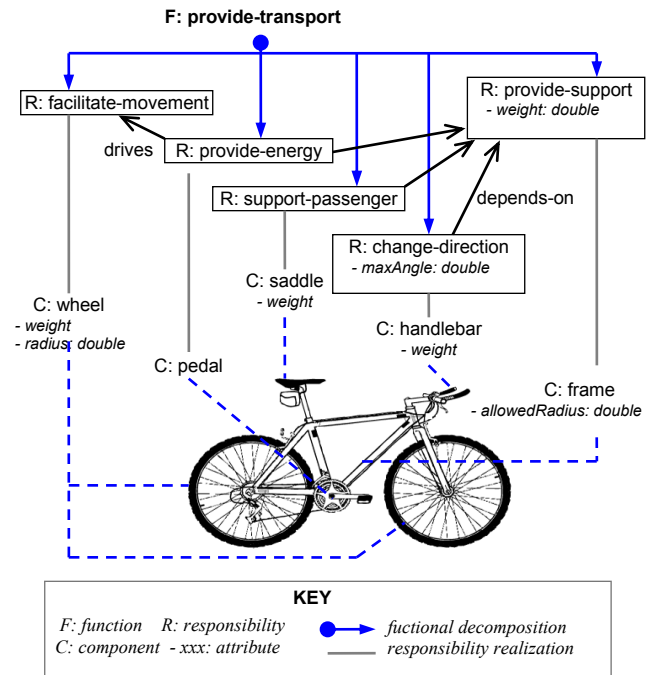 F: provide-transport
R: facilitate-movement
R: provide-support
- weight: double
drives
R: provide-energy
R: support-passenger
depends-on
R: change-direction
- maxAngle: double
C: saddle
- weight
C: wheel
- weight
- radius: double
C: handlebar
- weight
C: pedal
C: frame
- allowedRadius: double
KEY
F: function R: responsibility
fuctional decomposition
C: component - xxx: attribute
responsibility realization